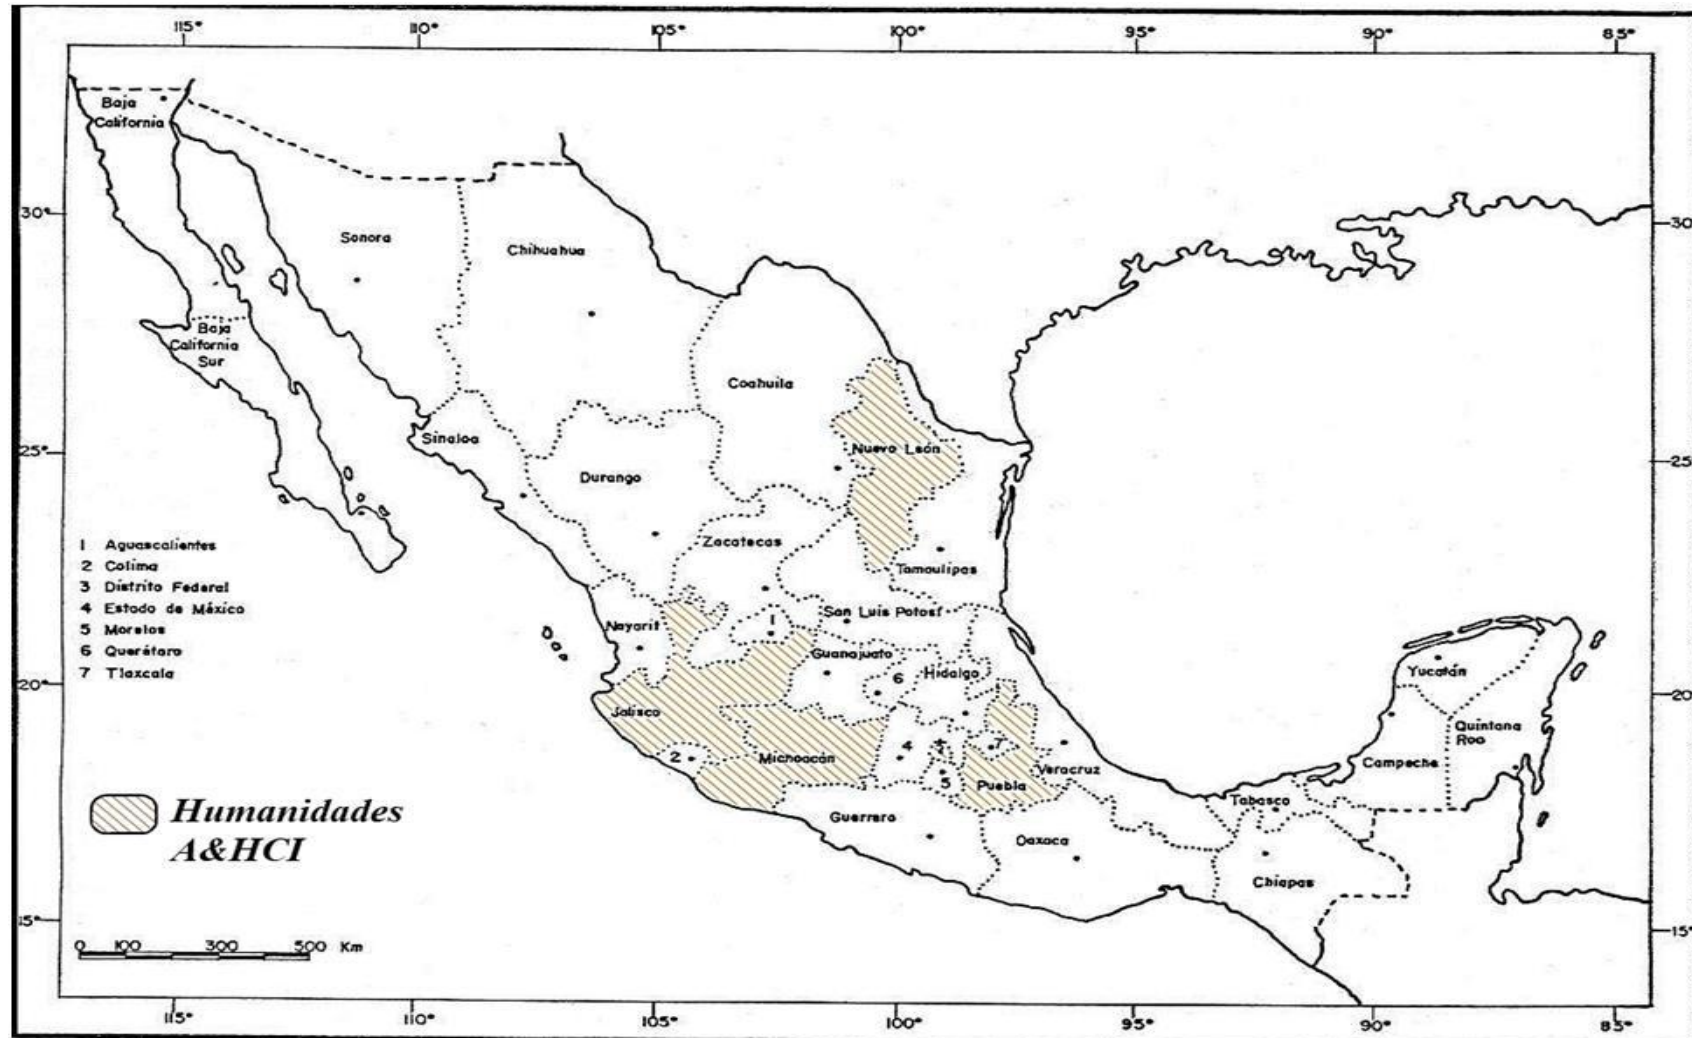 115° 110° 105° 100° 95° 90° 85°
Baja
California
30°
30°
Sonora
Chihuahua
Baja
California
Sur
Coahuila
Sinaloa
Nuevo León
25°
25°
Durango
Zacatecas
1 Aguascalientes
2 Colima
3 Distrito Federal
4 Estado de México
5 Morelos
6 Querétaro
7 Tlaxcala
Tamaulipas
San Luis Potosí
Nayarit
1
Guanajuato
Hidalgo
6
Yucatán
20°
20°
Jalisco
Quintana
Roo
Michoacán
2
4
7
Campeche
Veracruz
5
Puebla
Tabasco
Guerrero
Oaxaca
Chiapas
Humanidades
A&HCI
15°
15°
0 100 300 500 Km
115° 110° 105° 100° 95° 90° 85°